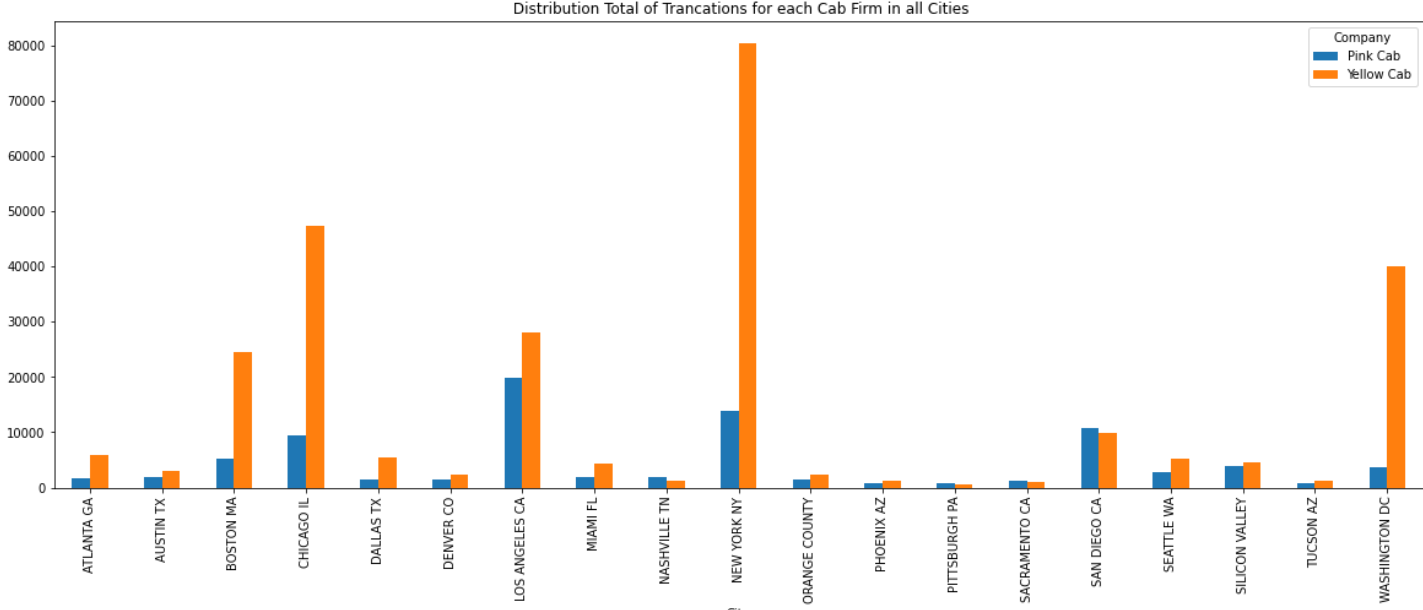 Distribution Total of Trancations for each Cab Firm in all Cities
Company
Pink Cab
Yellow Cab
80000
70000
60000
50000
40000
30000
20000
10000
0
ATLANTA GA
AUSTIN TX
BOSTON MA
CHICAGO IL
DALLAS TX
DENVER CO
LOS ANGELES CA
MIAMI FL
NASHVILLE TN
NEW YORK NY
ORANGE COUNTY
PHOENIX AZ
PITTSBURGH PA
SACRAMENTO CA
SAN DIEGO CA
SEATTLE WA
SILICON VALLEY
TUCSON AZ
WASHINGTON DC